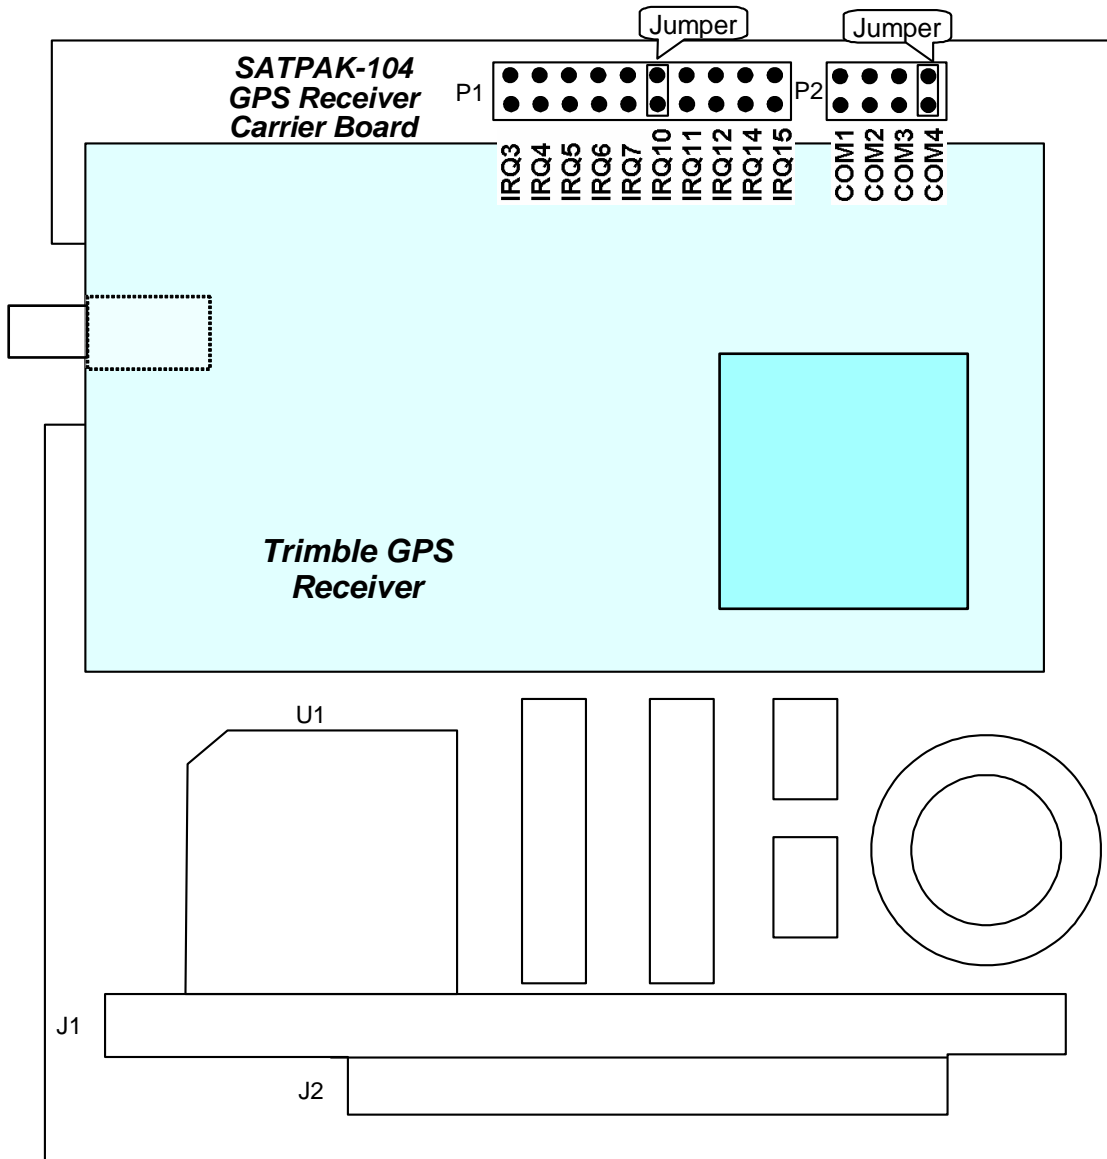 Jumper
Jumper
SATPAK-104
GPS Receiver
Carrier Board
P1
P2
IRQ3
IRQ4
IRQ5
IRQ6
IRQ7
IRQ10
IRQ11
IRQ12
IRQ14
IRQ15
COM1
COM2
COM3
COM4
Trimble GPS
Receiver
U1
J1
J2